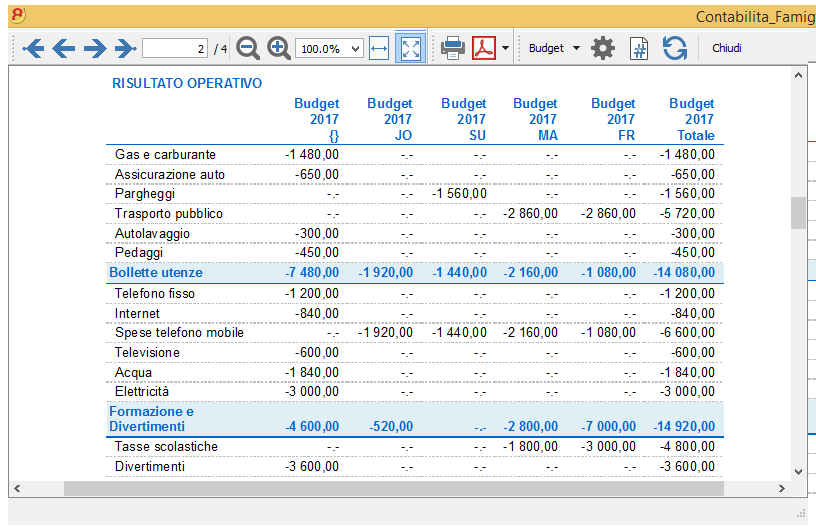 Contabilita_Famig
2 / 4 100.0% Budget Chiudi
RISULTATO OPERATIVO
Budget Budget Budget Budget Budget Budget
2017 2017 2017 2017 2017 2017
{} JO SU MA FR Totale
Gas e carburante -1 480,00 -.- -.- -.- -.- -1 480,00
Assicurazione auto -650,00 -.- -.- -.- -.- -650,00
Pargheggi -.- -.- -1 560,00 -.- -.- -1 560,00
Trasporto pubblico -.- -.- -.- -2 860,00 -2 860,00 -5 720,00
Autolavaggio -300,00 -.- -.- -.- -.- -300,00
Pedaggi -450,00 -.- -.- -.- -.- -450,00
Bollette utenze -7 480,00 -1 920,00 -1 440,00 -2 160,00 -1 080,00 -14 080,00
Telefono fisso -1 200,00 -.- -.- -.- -.- -1 200,00
Internet -840,00 -.- -.- -.- -.- -840,00
Spese telefono mobile -.- -1 920,00 -1 440,00 -2 160,00 -1 080,00 -6 600,00
Televisione -600,00 -.- -.- -.- -.- -600,00
Acqua -1 840,00 -.- -.- -.- -.- -1 840,00
Elettricità -3 000,00 -.- -.- -.- -.- -3 000,00
Formazione e
Divertimenti -4 600,00 -520,00 -.- -2 800,00 -7 000,00 -14 920,00
Tasse scolastiche -.- -.- -.- -1 800,00 -3 000,00 -4 800,00
Divertimenti -3 600,00 -.- -.- -.- -.- -3 600,00